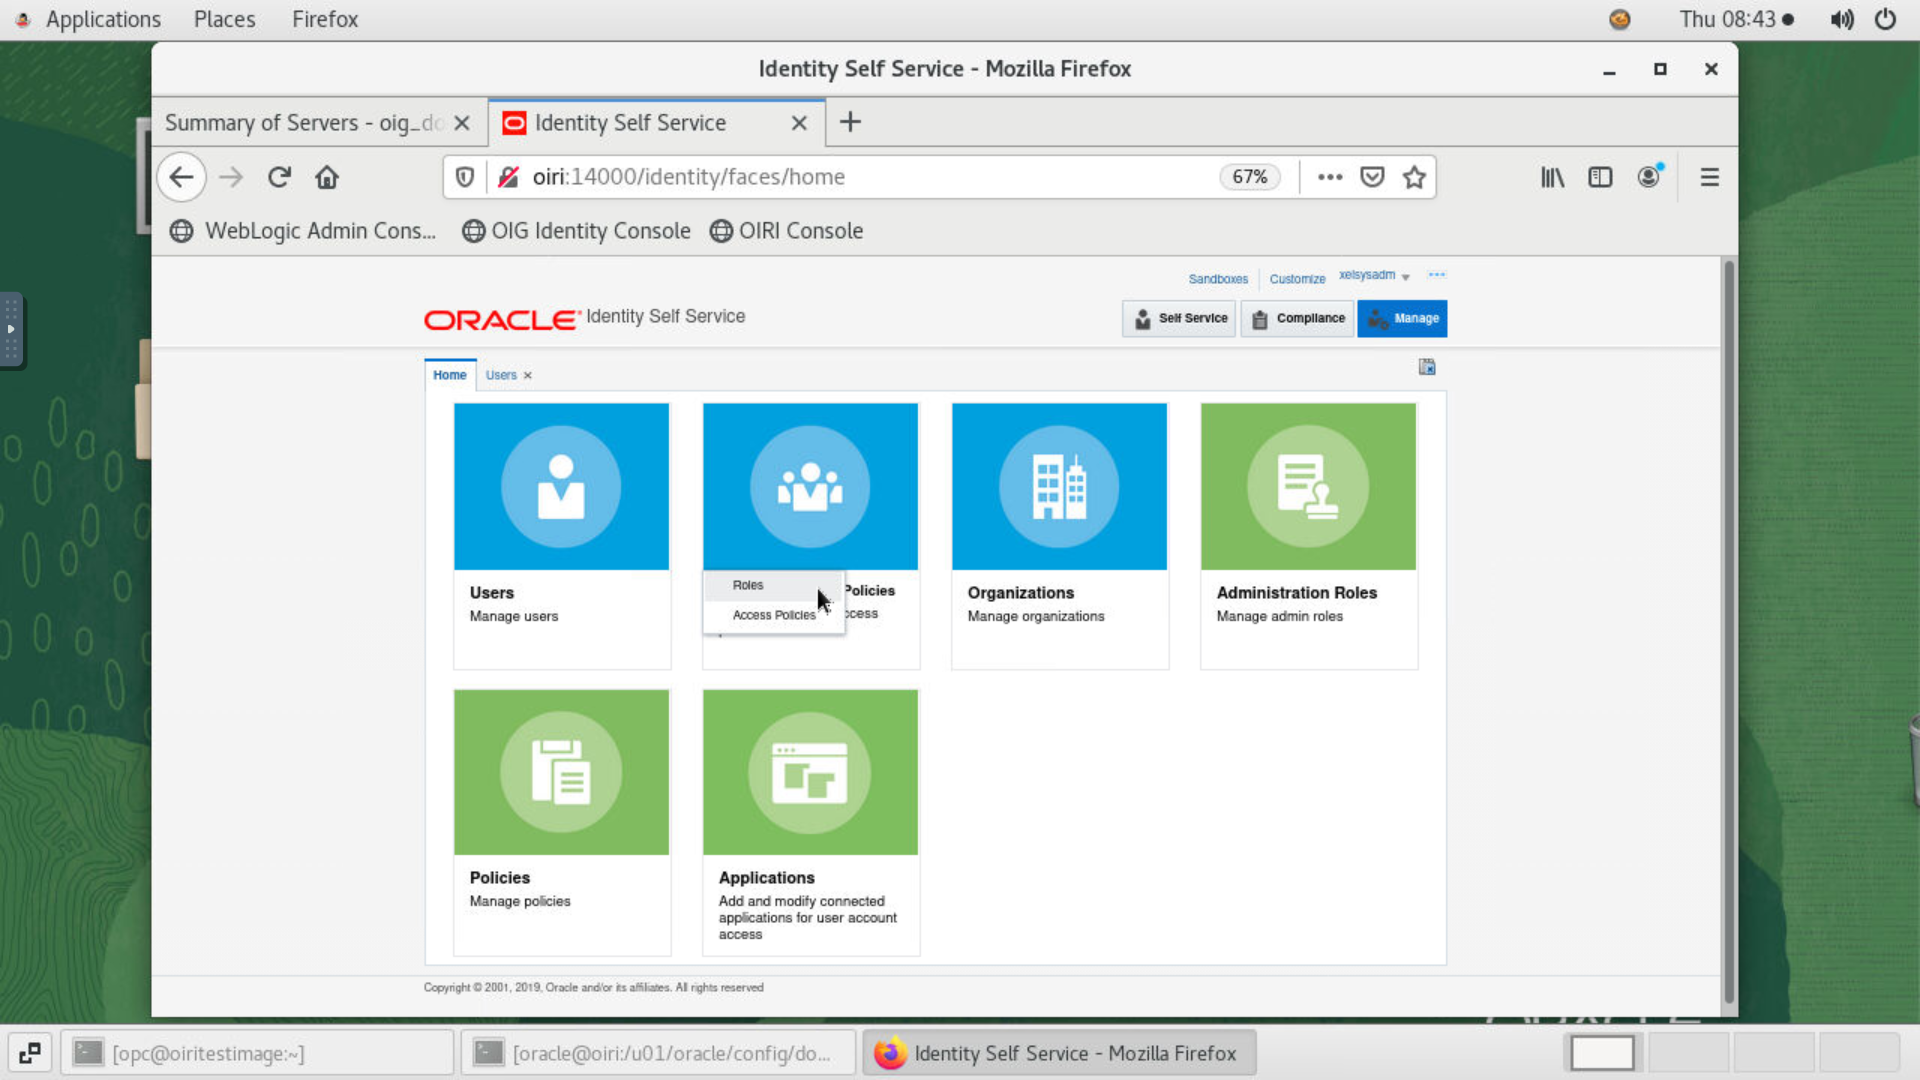 Applications Places Firefox Thu 08:43
Identity Self Service - Mozilla Firefox
Summary of Servers - oig_do Identity Self Service
oiri:14000/identity/faces/home 67%
WebLogic Admin Cons... OIG Identity Console OIRI Console
Sandboxes Customize xelsysadm
ORACLE Identity Self Service Self Service Compliance Manage
Home Users
Users
Manage users
Roles
Access Policies
Policies
ccess
Organizations
Manage organizations
Administration Roles
Manage admin roles
Policies
Manage policies
Applications
Add and modify connected
applications for user account
access
Copyright © 2001, 2019, Oracle and/or its affiliates. All rights reserved
[opc@oiritestimage:~] [oracle@oiri:/u01/oracle/config/do... Identity Self Service - Mozilla Firefox